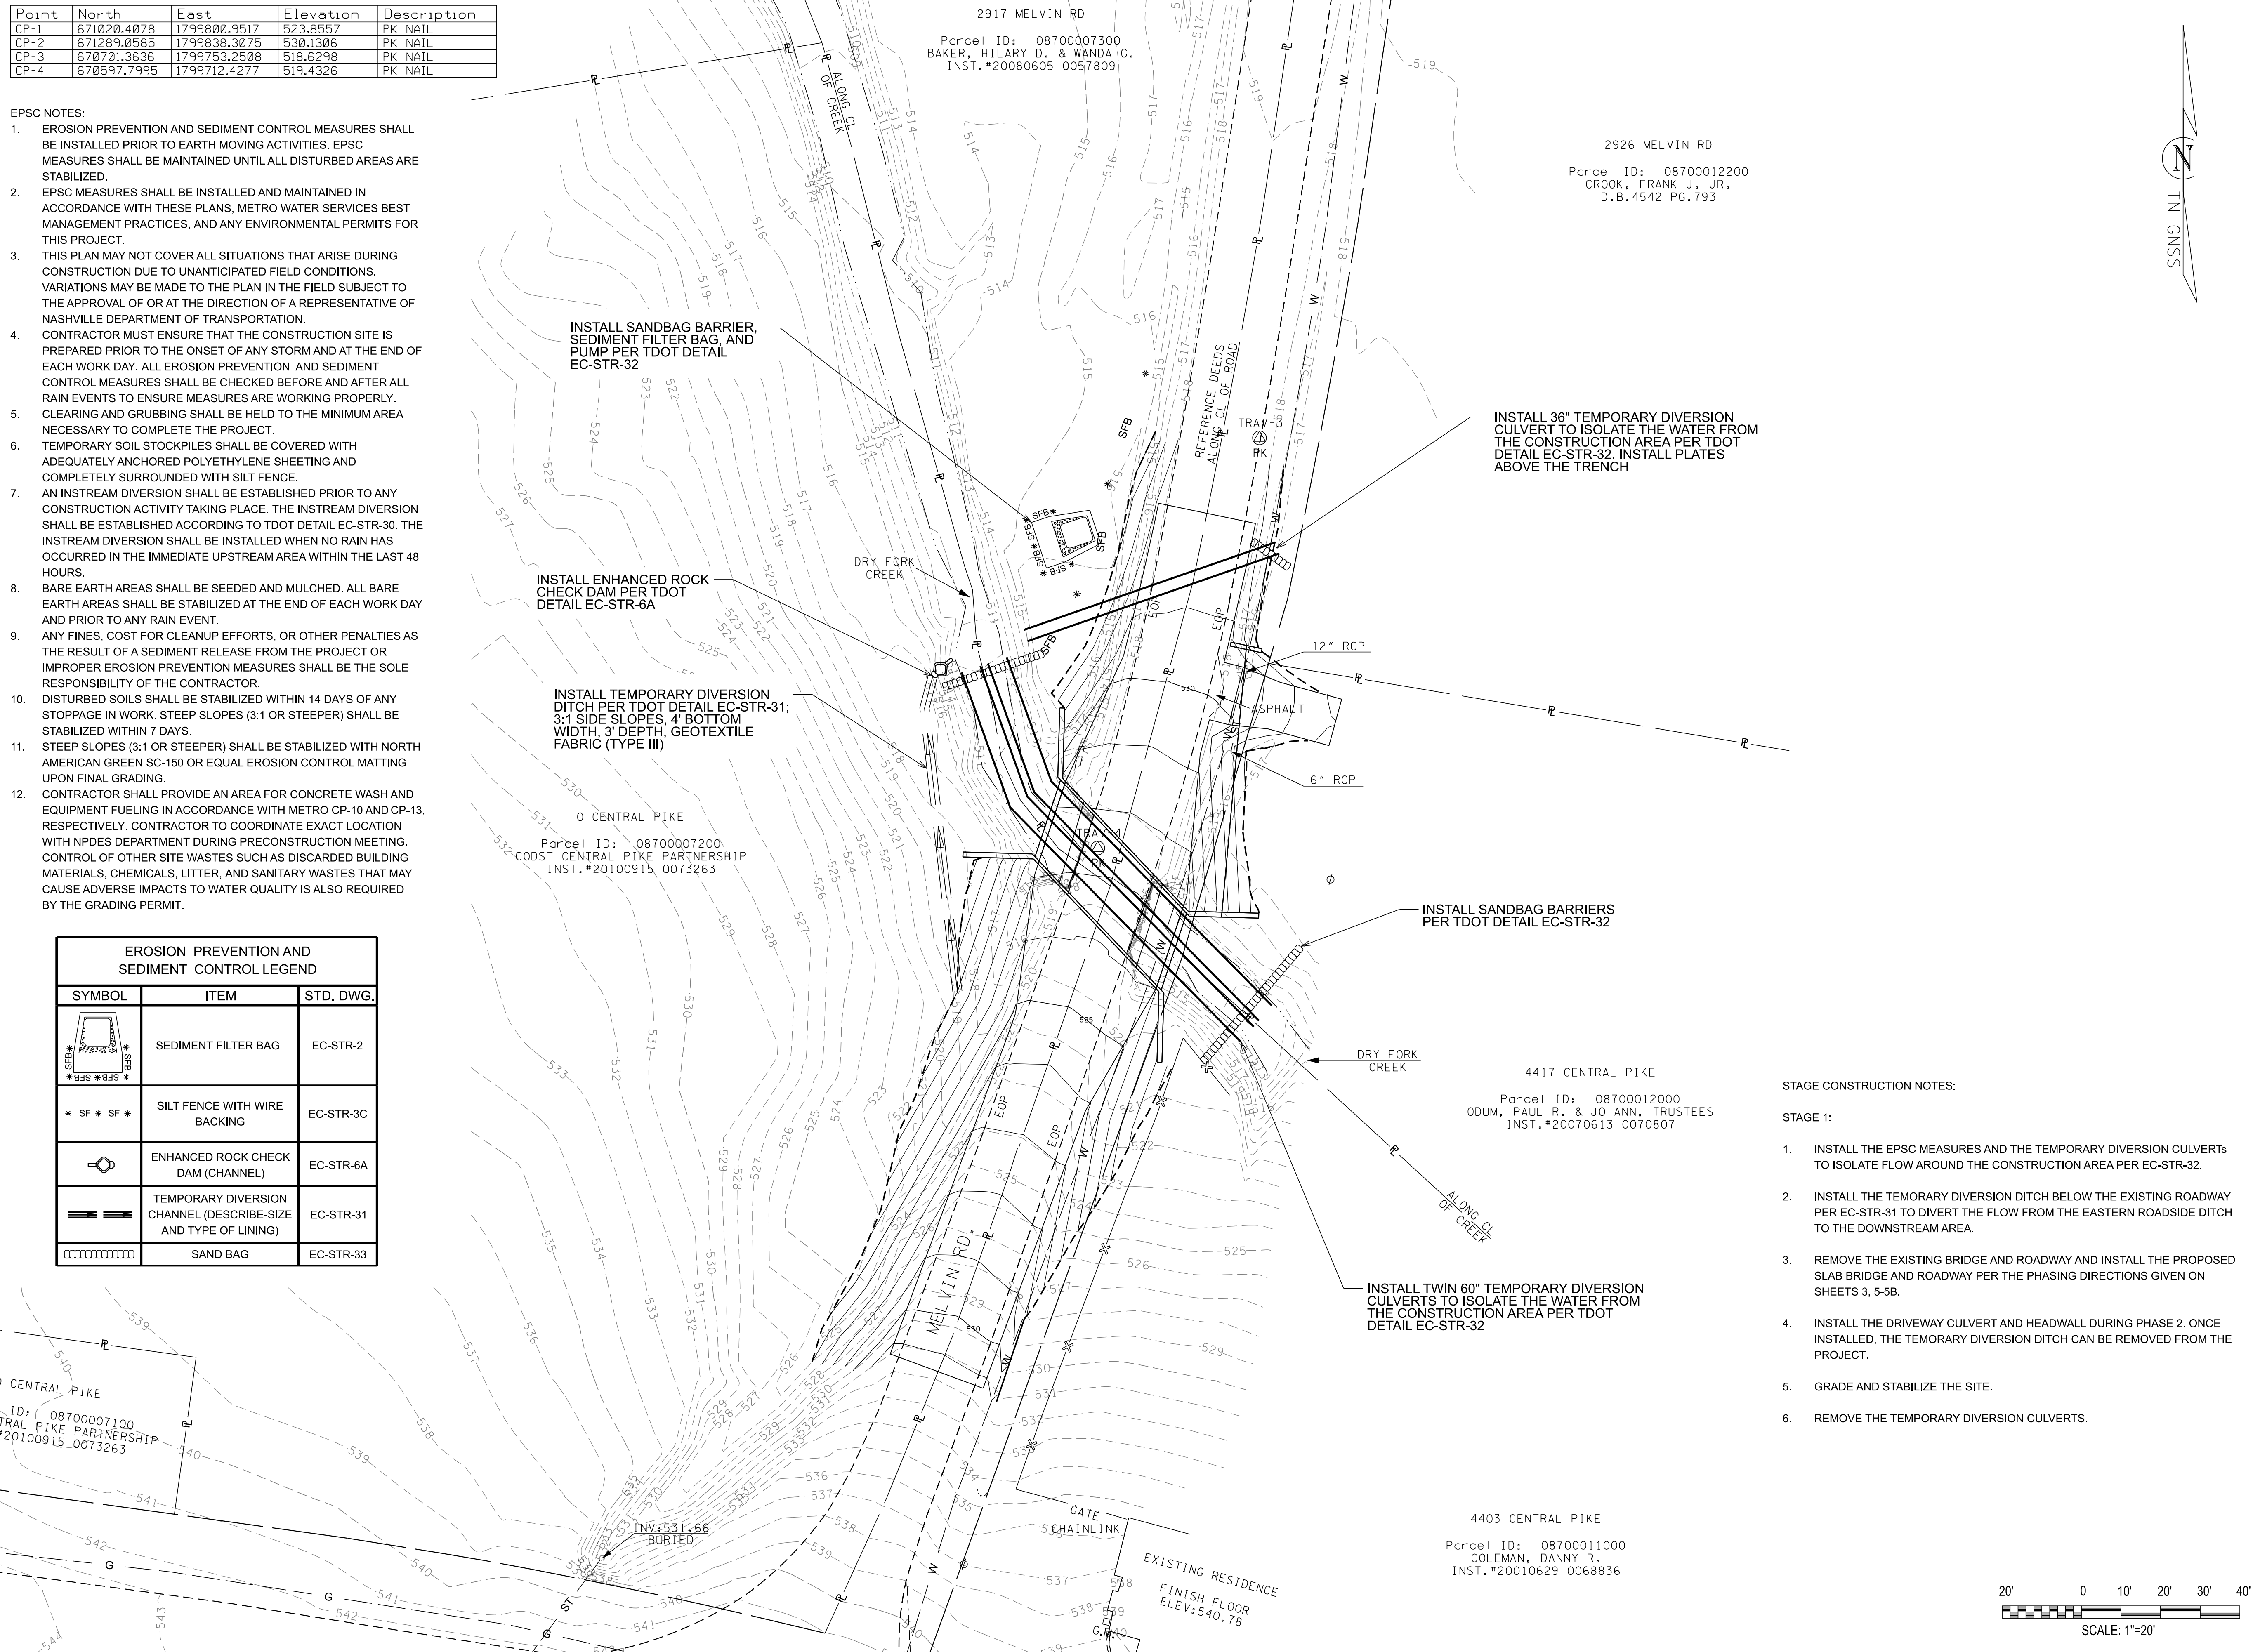 Point North East Elevation Description
CP-1 671020.4078 1799800.9517 523.8557 PK NAIL
CP-2 671289.0585 1799838.3075 530.1306 PK NAIL
CP-3 670701.3636 1799753.2508 518.6298 PK NAIL
CP-4 670597.7995 1799712.4277 519.4326 PK NAIL
EPSC NOTES:
1. EROSION PREVENTION AND SEDIMENT CONTROL MEASURES SHALL
BE INSTALLED PRIOR TO EARTH MOVING ACTIVITIES. EPSC
MEASURES SHALL BE MAINTAINED UNTIL ALL DISTURBED AREAS ARE
STABILIZED.
2. EPSC MEASURES SHALL BE INSTALLED AND MAINTAINED IN
ACCORDANCE WITH THESE PLANS, METRO WATER SERVICES BEST
MANAGEMENT PRACTICES, AND ANY ENVIRONMENTAL PERMITS FOR
THIS PROJECT.
3. THIS PLAN MAY NOT COVER ALL SITUATIONS THAT ARISE DURING
CONSTRUCTION DUE TO UNANTICIPATED FIELD CONDITIONS.
VARIATIONS MAY BE MADE TO THE PLAN IN THE FIELD SUBJECT TO
THE APPROVAL OF OR AT THE DIRECTION OF A REPRESENTATIVE OF
NASHVILLE DEPARTMENT OF TRANSPORTATION.
4. CONTRACTOR MUST ENSURE THAT THE CONSTRUCTION SITE IS
PREPARED PRIOR TO THE ONSET OF ANY STORM AND AT THE END OF
EACH WORK DAY. ALL EROSION PREVENTION AND SEDIMENT
CONTROL MEASURES SHALL BE CHECKED BEFORE AND AFTER ALL
RAIN EVENTS TO ENSURE MEASURES ARE WORKING PROPERLY.
5. CLEARING AND GRUBBING SHALL BE HELD TO THE MINIMUM AREA
NECESSARY TO COMPLETE THE PROJECT.
6. TEMPORARY SOIL STOCKPILES SHALL BE COVERED WITH
ADEQUATELY ANCHORED POLYETHYLENE SHEETING AND
COMPLETELY SURROUNDED WITH SILT FENCE.
7. AN INSTREAM DIVERSION SHALL BE ESTABLISHED PRIOR TO ANY
CONSTRUCTION ACTIVITY TAKING PLACE. THE INSTREAM DIVERSION
SHALL BE ESTABLISHED ACCORDING TO TDOT DETAIL EC-STR-30. THE
INSTREAM DIVERSION SHALL BE INSTALLED WHEN NO RAIN HAS
OCCURRED IN THE IMMEDIATE UPSTREAM AREA WITHIN THE LAST 48
HOURS.
8. BARE EARTH AREAS SHALL BE SEEDED AND MULCHED. ALL BARE
EARTH AREAS SHALL BE STABILIZED AT THE END OF EACH WORK DAY
AND PRIOR TO ANY RAIN EVENT.
9. ANY FINES, COST FOR CLEANUP EFFORTS, OR OTHER PENALTIES AS
THE RESULT OF A SEDIMENT RELEASE FROM THE PROJECT OR
IMPROPER EROSION PREVENTION MEASURES SHALL BE THE SOLE
RESPONSIBILITY OF THE CONTRACTOR.
10. DISTURBED SOILS SHALL BE STABILIZED WITHIN 14 DAYS OF ANY
STOPPAGE IN WORK. STEEP SLOPES (3:1 OR STEEPER) SHALL BE
STABILIZED WITHIN 7 DAYS.
11. STEEP SLOPES (3:1 OR STEEPER) SHALL BE STABILIZED WITH NORTH
AMERICAN GREEN SC-150 OR EQUAL EROSION CONTROL MATTING
UPON FINAL GRADING.
12. CONTRACTOR SHALL PROVIDE AN AREA FOR CONCRETE WASH AND
EQUIPMENT FUELING IN ACCORDANCE WITH METRO CP-10 AND CP-13,
RESPECTIVELY. CONTRACTOR TO COORDINATE EXACT LOCATION
WITH NPDES DEPARTMENT DURING PRECONSTRUCTION MEETING.
CONTROL OF OTHER SITE WASTES SUCH AS DISCARDED BUILDING
MATERIALS, CHEMICALS, LITTER, AND SANITARY WASTES THAT MAY
CAUSE ADVERSE IMPACTS TO WATER QUALITY IS ALSO REQUIRED
BY THE GRADING PERMIT.
EROSION PREVENTION AND
SEDIMENT CONTROL LEGEND
SYMBOL ITEM STD. DWG.
SEDIMENT FILTER BAG EC-STR-2
* SF * SF * SILT FENCE WITH WIRE
BACKING EC-STR-3C
ENHANCED ROCK CHECK
DAM (CHANNEL) EC-STR-6A
TEMPORARY DIVERSION
CHANNEL (DESCRIBE-SIZE
AND TYPE OF LINING) EC-STR-31
SAND BAG EC-STR-33
2917 MELVIN RD
Parcel ID: 08700007300
BAKER, HILARY D. & WANDA G.
INST.#20080605 0057809
2926 MELVIN RD
Parcel ID: 08700012200
CROOK, FRANK J. JR.
D.B.4542 PG.793
N
TN GNSS
ALONG CL
OF CREEK
INSTALL SANDBAG BARRIER,
SEDIMENT FILTER BAG, AND
PUMP PER TDOT DETAIL
EC-STR-32
REFERENCE DEEDS
ALONG CL OF ROAD
TRAV-3
PK
INSTALL 36" TEMPORARY DIVERSION
CULVERT TO ISOLATE THE WATER FROM
THE CONSTRUCTION AREA PER TDOT
DETAIL EC-STR-32. INSTALL PLATES
ABOVE THE TRENCH
DRY FORK
CREEK
INSTALL ENHANCED ROCK
CHECK DAM PER TDOT
DETAIL EC-STR-6A
INSTALL TEMPORARY DIVERSION
DITCH PER TDOT DETAIL EC-STR-31;
3:1 SIDE SLOPES, 4' BOTTOM
WIDTH, 3' DEPTH, GEOTEXTILE
FABRIC (TYPE III)
EOP
EOP
12" RCP
ASPHALT
6" RCP
0 CENTRAL PIKE
Parcel ID: 08700007200
CODST CENTRAL PIKE PARTNERSHIP
INST.#20100915 0073263
TRAV-4
PK
INSTALL SANDBAG BARRIERS
PER TDOT DETAIL EC-STR-32
DRY FORK
CREEK
4417 CENTRAL PIKE
Parcel ID: 08700012000
ODUM, PAUL R. & JO ANN, TRUSTEES
INST.#20070613 0070807
ALONG CL
OF CREEK
EOP
EOP
MELVIN RD
INSTALL TWIN 60" TEMPORARY DIVERSION
CULVERTS TO ISOLATE THE WATER FROM
THE CONSTRUCTION AREA PER TDOT
DETAIL EC-STR-32
STAGE CONSTRUCTION NOTES:
STAGE 1:
1. INSTALL THE EPSC MEASURES AND THE TEMPORARY DIVERSION CULVERTs
TO ISOLATE FLOW AROUND THE CONSTRUCTION AREA PER EC-STR-32.
2. INSTALL THE TEMORARY DIVERSION DITCH BELOW THE EXISTING ROADWAY
PER EC-STR-31 TO DIVERT THE FLOW FROM THE EASTERN ROADSIDE DITCH
TO THE DOWNSTREAM AREA.
3. REMOVE THE EXISTING BRIDGE AND ROADWAY AND INSTALL THE PROPOSED
SLAB BRIDGE AND ROADWAY PER THE PHASING DIRECTIONS GIVEN ON
SHEETS 3, 5-5B.
4. INSTALL THE DRIVEWAY CULVERT AND HEADWALL DURING PHASE 2. ONCE
INSTALLED, THE TEMORARY DIVERSION DITCH CAN BE REMOVED FROM THE
PROJECT.
5. GRADE AND STABILIZE THE SITE.
6. REMOVE THE TEMPORARY DIVERSION CULVERTS.
CENTRAL PIKE
ID: 08700007100
TRAL PIKE PARTNERSHIP
#20100915 0073263
INV:531.66
BURIED
GATE
CHAINLINK
EXISTING RESIDENCE
FINISH FLOOR
ELEV:540.78
G.M.
4403 CENTRAL PIKE
Parcel ID: 08700011000
COLEMAN, DANNY R.
INST.#20010629 0068836
20' 0 10' 20' 30' 40'
SCALE: 1"=20'